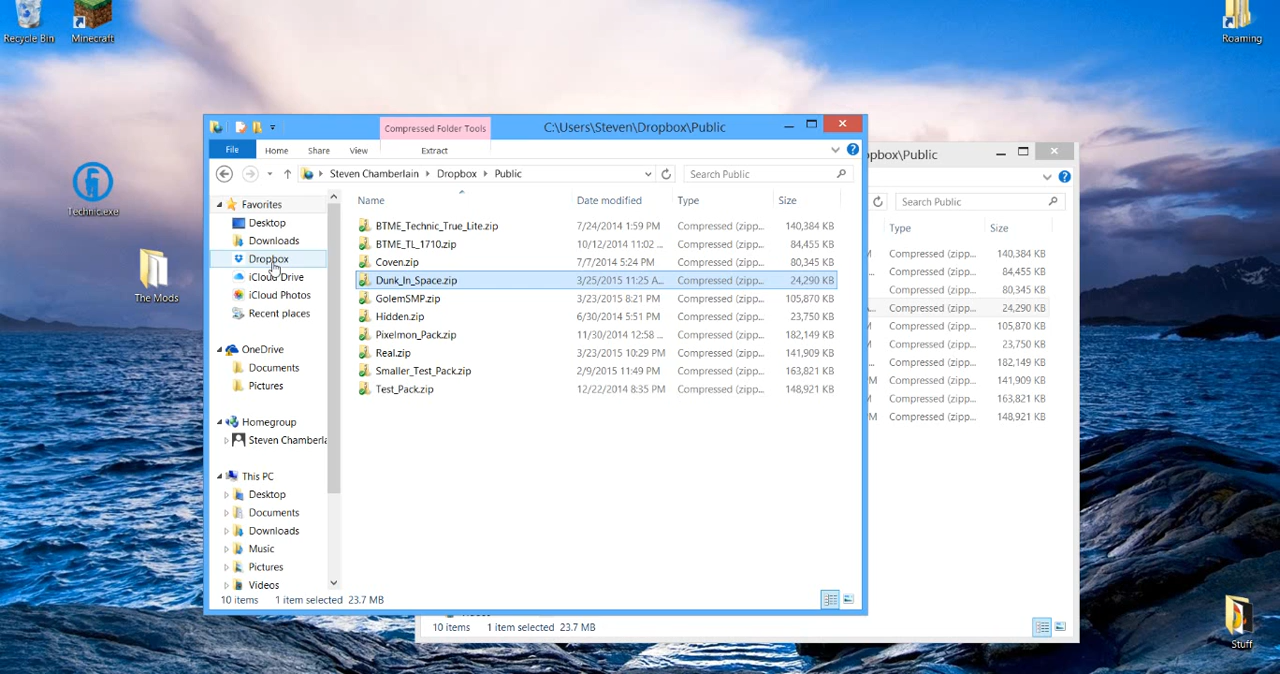 Recycle Bin
Minecraft
Roaming
Technic.exe
The Mods
Stuff
Compressed Folder Tools
C:\Users\Steven\Dropbox\Public
File Home Share View Extract
Steven Chamberlain Dropbox Public
Search Public
Name Date modified Type Size
BTME_Technic_True_Lite.zip 7/24/2014 1:59 PM Compressed (zipp... 140,384 KB
BTME_TL_1710.zip 10/12/2014 11:02 ... Compressed (zipp... 84,455 KB
Coven.zip 7/7/2014 5:24 PM Compressed (zipp... 80,345 KB
Dunk_In_Space.zip 3/25/2015 11:25 A... Compressed (zipp... 24,290 KB
GolemSMP.zip 3/23/2015 8:21 PM Compressed (zipp... 105,870 KB
Hidden.zip 6/30/2014 5:51 PM Compressed (zipp... 23,750 KB
Pixelmon_Pack.zip 11/30/2014 12:58 ... Compressed (zipp... 182,149 KB
Real.zip 3/23/2015 10:29 PM Compressed (zipp... 141,909 KB
Smaller_Test_Pack.zip 2/9/2015 11:49 PM Compressed (zipp... 163,821 KB
Test_Pack.zip 12/22/2014 8:35 PM Compressed (zipp... 148,921 KB
Favorites
Desktop
Downloads
Dropbox
iCloud Drive
iCloud Photos
Recent places
OneDrive
Documents
Pictures
Homegroup
Steven Chamberla
This PC
Desktop
Documents
Downloads
Music
Pictures
Videos
10 items 1 item selected 23.7 MB
opbox\Public
Search Public
Type Size
Compressed (zipp... 140,384 KB
Compressed (zipp... 84,455 KB
Compressed (zipp... 80,345 KB
Compressed (zipp... 24,290 KB
Compressed (zipp... 105,870 KB
Compressed (zipp... 23,750 KB
Compressed (zipp... 182,149 KB
M Compressed (zipp... 141,909 KB
Compressed (zipp... 163,821 KB
M Compressed (zipp... 148,921 KB
10 items 1 item selected 23.7 MB